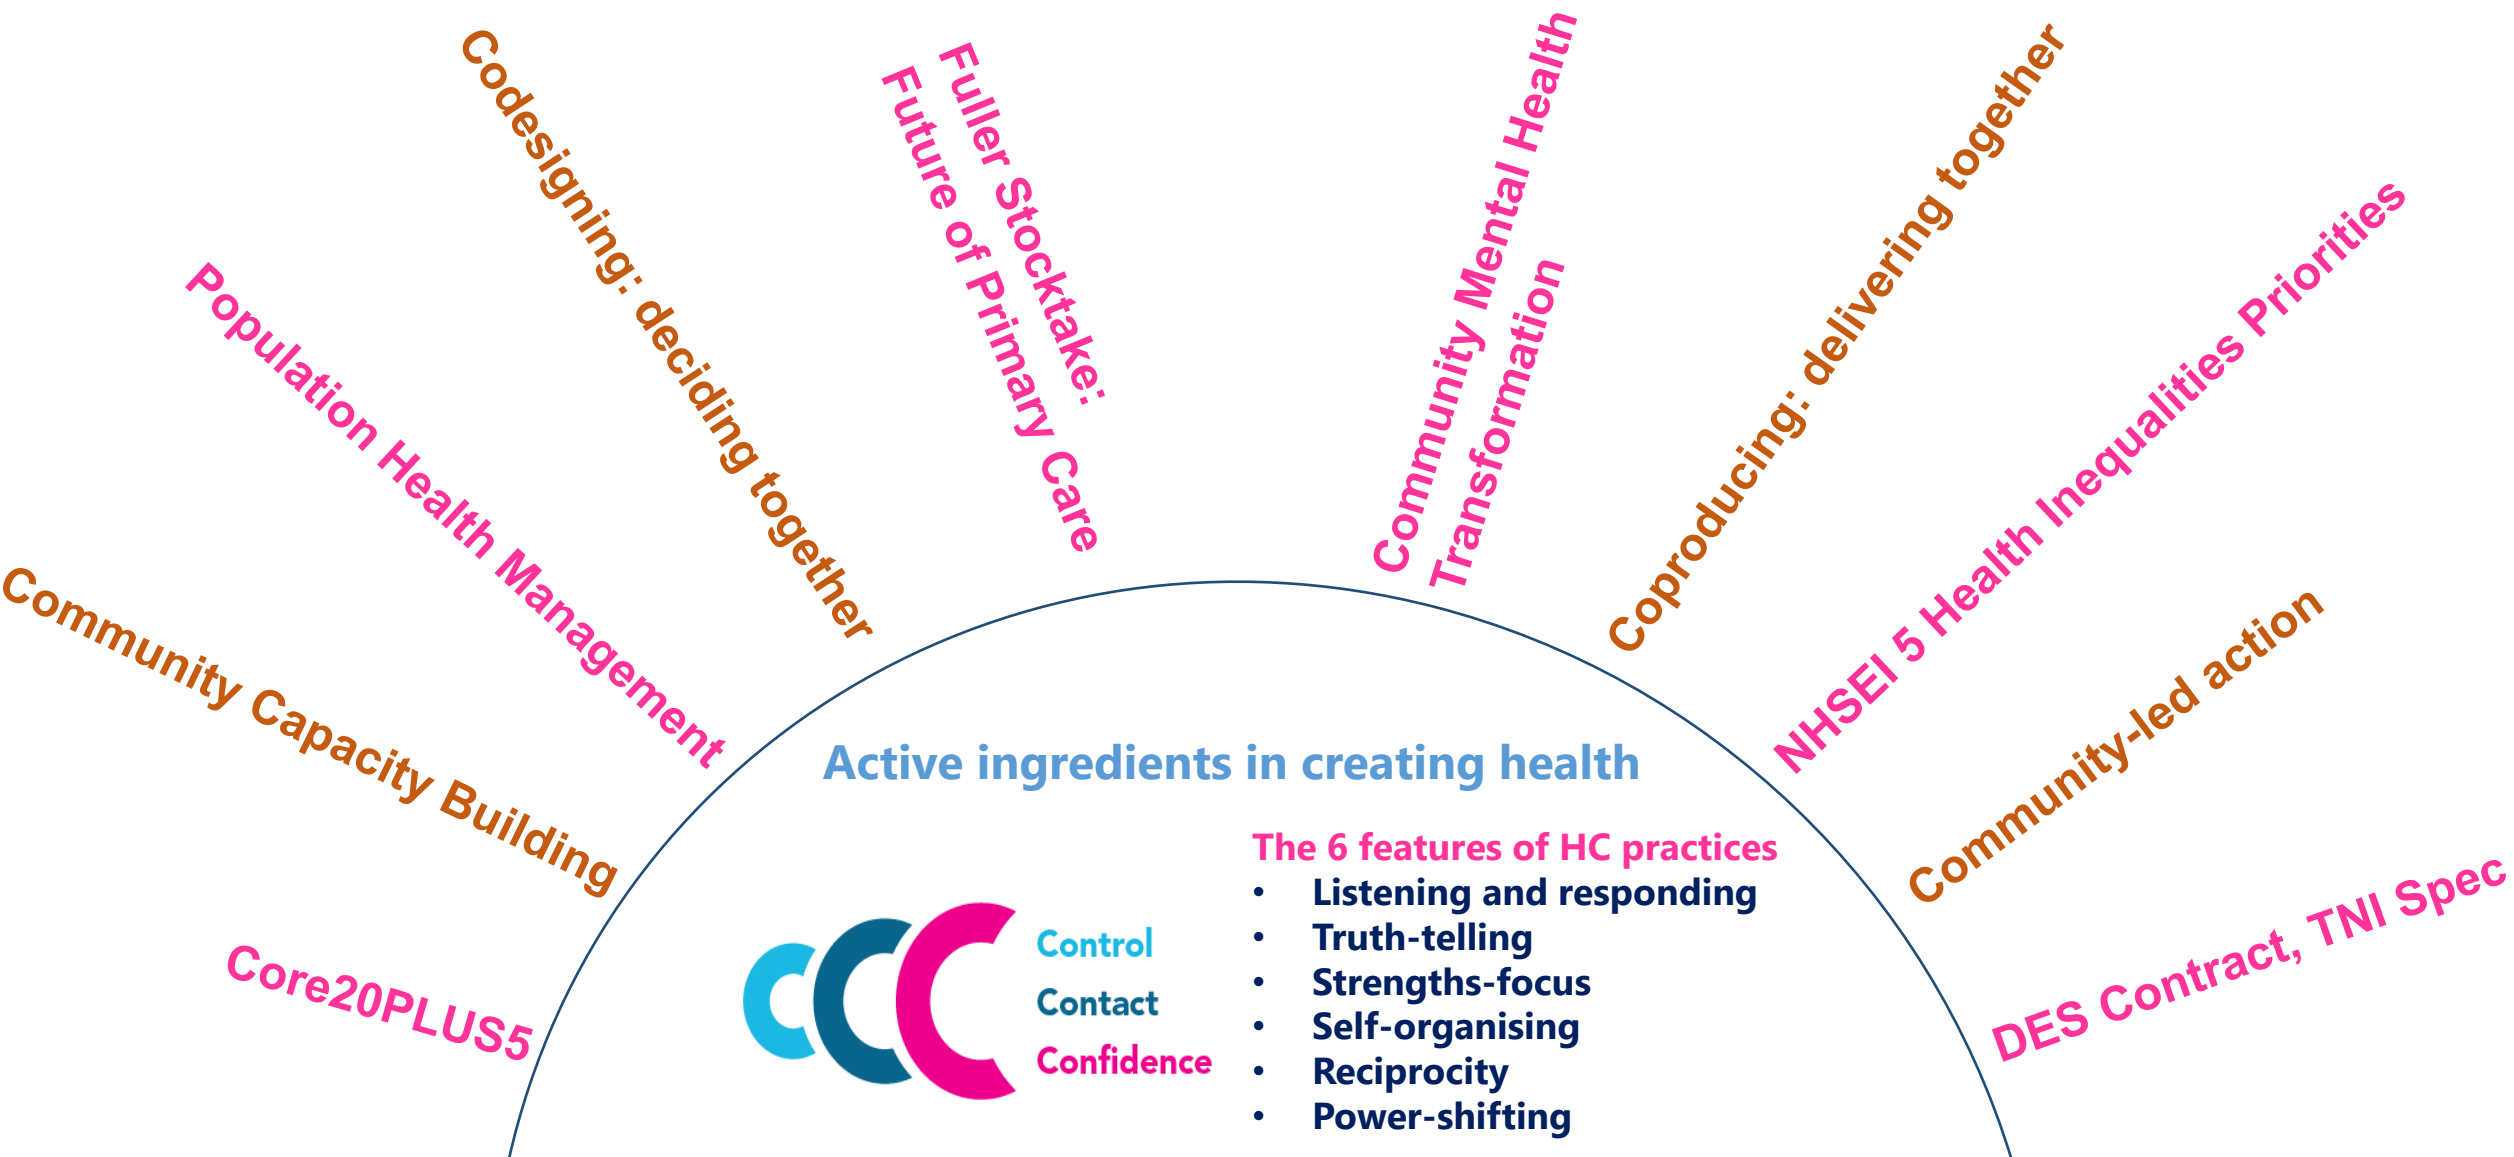 Core20PLUS5
Community Capacity Building
Population Health Management
Codesigning: deciding together
Fuller Stocktake:
Future of Primary Care
Community Mental Health
Transformation
Coproducing: delivering together
NHSEI 5 Health Inequalities Priorities
Community-led action
DES Contract, TNI Spec
Active ingredients in creating health
Control
Contact
Confidence
The 6 features of HC practices
• Listening and responding
• Truth-telling
• Strengths-focus
• Self-organising
• Reciprocity
• Power-shifting